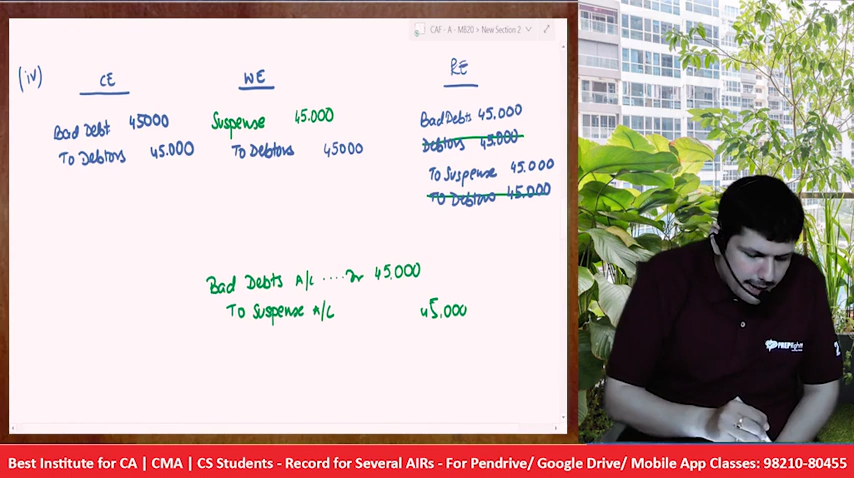 CAF - A - MB20 > New Section 2
(iv)
CE
WE
RE
Bad Debt 45000
To Debtors 45.000
Suspense 45.000
To Debtors 45000
Bad Debts 45.000
Debtors 45.000
To Suspense 45.000
To Debtors 45.000
Bad Debts A/c ....Dr 45.000
To Suspense A/c 45.000
PREP
Best Institute for CA | CMA | CS Students - Record for Several AIRs - For Pendrive/ Google Drive/ Mobile App Classes: 98210-80455